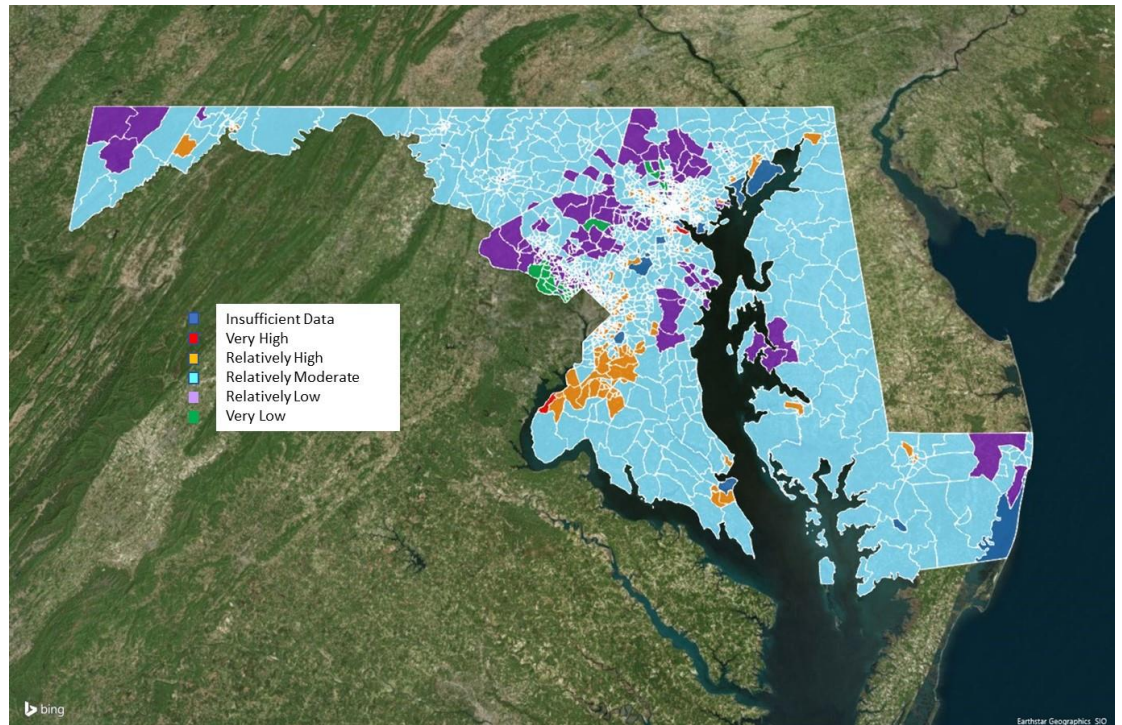 Insufficient Data
Very High
Relatively High
Relatively Moderate
Relatively Low
Very Low
bing
Earthstar Geographics SIO